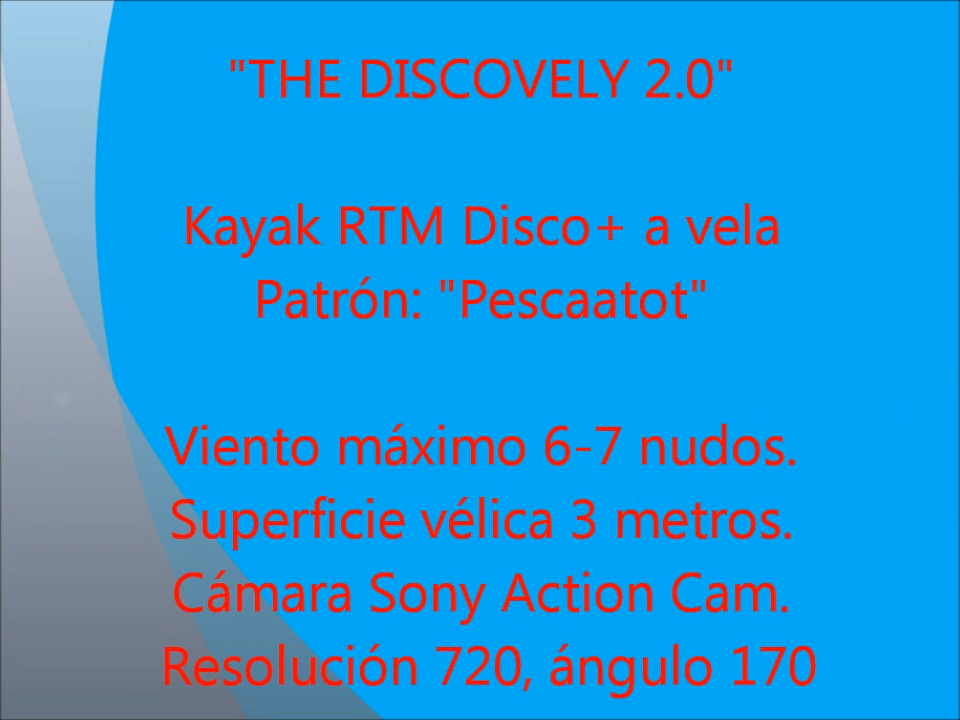 "THE DISCOVELY 2.0"
Kayak RTM Disco+ a vela
Patrón: "Pescaatot"
Viento máximo 6-7 nudos.
Superficie vélica 3 metros.
Cámara Sony Action Cam.
Resolución 720, ángulo 170